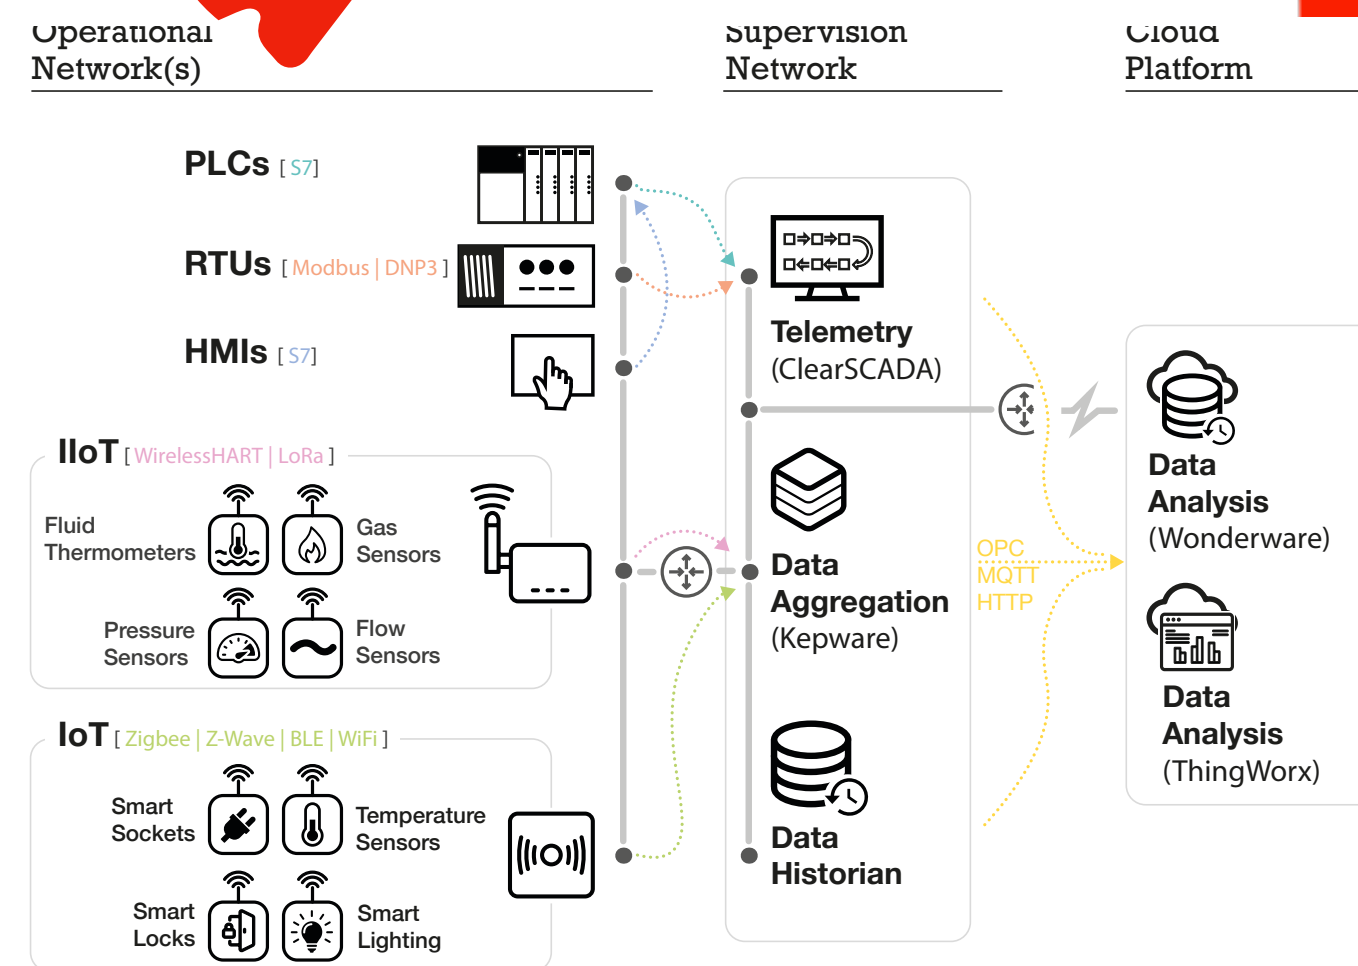 Operational
Network(s)
Supervision
Network
Cloud
Platform
PLCs [ S7]
RTUs [ Modbus | DNP3 ]
HMIs [ S7]
IIoT [ WirelessHART | LoRa ]
Fluid
Thermometers
Gas
Sensors
Pressure
Sensors
Flow
Sensors
IoT [ Zigbee | Z-Wave | BLE | WiFi ]
Smart
Sockets
Temperature
Sensors
Smart
Locks
Smart
Lighting
Telemetry
(ClearSCADA)
Data
Aggregation
(Kepware)
Data
Historian
OPC
MQTT
HTTP
Data
Analysis
(Wonderware)
Data
Analysis
(ThingWorx)